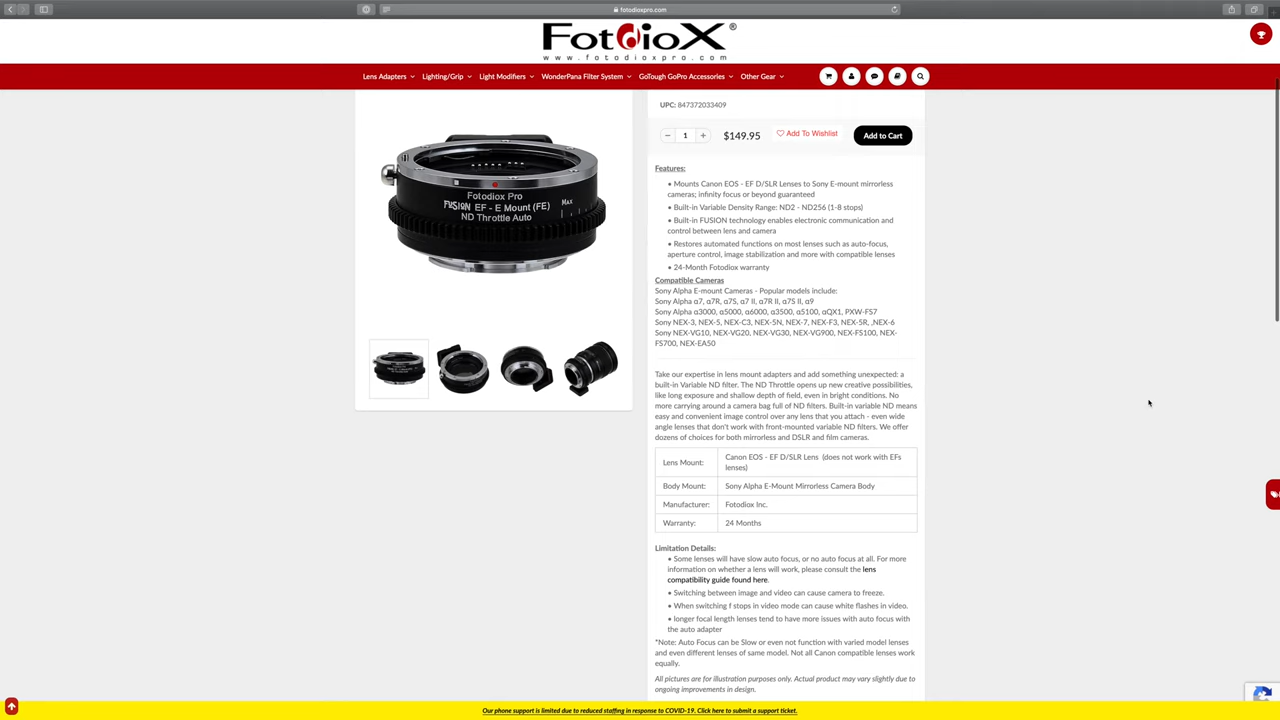 fotodioxpro.com
FotdioX®
www.fotodioxpro.com
Lens Adapters Lighting/Grip Light Modifiers WonderPana Filter System GoTough GoPro Accessories Other Gear
UPC: 847372033409
1 $149.95 Add To Wishlist Add to Cart
Fotodiox Pro
FUSION EF - E Mount (FE)
ND Throttle Auto
Max
Features:
• Mounts Canon EOS - EF D/SLR Lenses to Sony E-mount mirrorless
cameras; infinity focus or beyond guaranteed
• Built-in Variable Density Range: ND2 - ND256 (1-8 stops)
• Built-in FUSION technology enables electronic communication and
control between lens and camera
• Restores automated functions on most lenses such as auto-focus,
aperture control, image stabilization and more with compatible lenses
• 24-Month Fotodiox warranty
Compatible Cameras
Sony Alpha E-mount Cameras - Popular models include:
Sony Alpha α7, α7R, α7S, α7 II, α7R II, α7S II, α9
Sony Alpha α3000, α5000, α6000, α3500, α5100, αQX1, PXW-FS7
Sony NEX-3, NEX-5, NEX-C3, NEX-5N, NEX-7, NEX-F3, NEX-5R, ,NEX-6
Sony NEX-VG10, NEX-VG20, NEX-VG30, NEX-VG900, NEX-FS100, NEX-
FS700, NEX-EA50
Take our expertise in lens mount adapters and add something unexpected: a
built-in Variable ND filter. The ND Throttle opens up new creative possibilities,
like long exposure and shallow depth of field, even in bright conditions. No
more carrying around a camera bag full of ND filters. Built-in variable ND means
easy and convenient image control over any lens that you attach - even wide
angle lenses that don't work with front-mounted variable ND filters. We offer
dozens of choices for both mirrorless and DSLR and film cameras.
Lens Mount: Canon EOS - EF D/SLR Lens (does not work with EFs
lenses)
Body Mount: Sony Alpha E-Mount Mirrorless Camera Body
Manufacturer: Fotodiox Inc.
Warranty: 24 Months
Limitation Details:
• Some lenses will have slow auto focus, or no auto focus at all. For more
information on whether a lens will work, please consult the lens
compatibility guide found here.
• Switching between image and video can cause camera to freeze.
• When switching f stops in video mode can cause white flashes in video.
• longer focal length lenses tend to have more issues with auto focus with
the auto adapter
*Note: Auto Focus can be Slow or even not function with varied model lenses
and even different lenses of same model. Not all Canon compatible lenses work
equally.
All pictures are for illustration purposes only. Actual product may vary slightly due to
ongoing improvements in design.
Our phone support is limited due to reduced staffing in response to COVID-19. Click here to submit a support ticket.